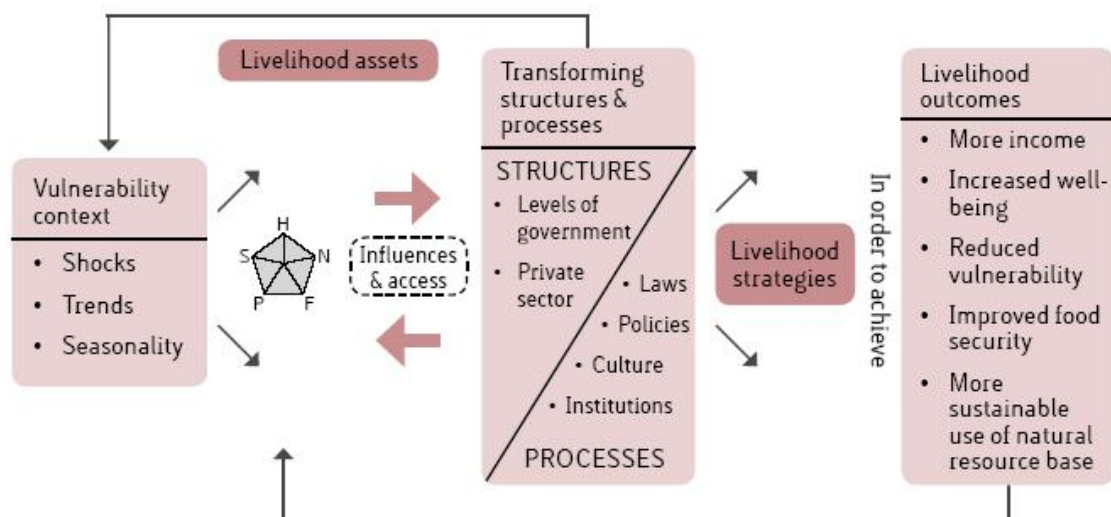 Livelihood assets
Vulnerability
context
• Shocks
• Trends
• Seasonality
H
S
N
P
F
Influences
& access
Transforming
structures &
processes
STRUCTURES
• Levels of
government
• Private
sector
• Laws
• Policies
• Culture
• Institutions
PROCESSES
Livelihood
strategies
In order to achieve
Livelihood
outcomes
• More income
• Increased well-
being
• Reduced
vulnerability
• Improved food
security
• More
sustainable
use of natural
resource base